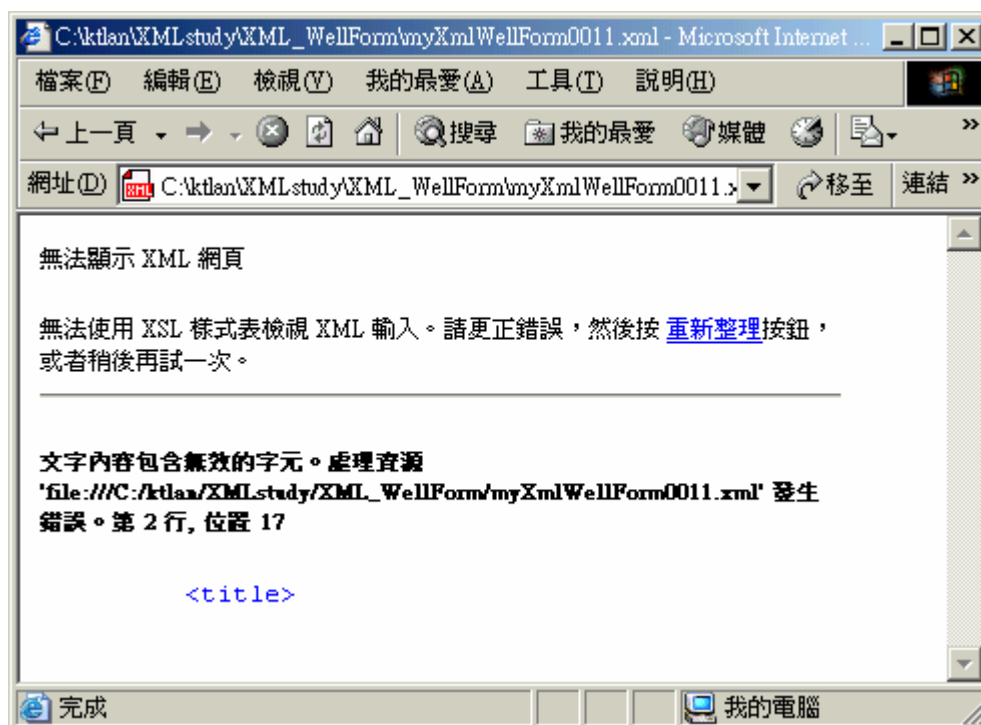 C:\ktlan\XMLstudy\XML_WellForm\myXmlWellForm0011.xml - Microsoft Internet ...
檔案(F) 編輯(E) 檢視(V) 我的最愛(A) 工具(T) 說明(H)
上一頁 搜尋 我的最愛 媒體 »
網址(D) C:\ktlan\XMLstudy\XML_WellForm\myXmlWellForm0011.x 移至 連結 »
無法顯示 XML 網頁
無法使用 XSL 樣式表檢視 XML 輸入。請更正錯誤,然後按 重新整理按鈕,
或者稍後再試一次。
文字內容包含無效的字元。處理資源
'file:///C:/ktlan/XMLstudy/XML_WellForm/myXmlWellForm0011.xml' 發生
錯誤。第 2 行, 位置 17
<title>
完成 我的電腦